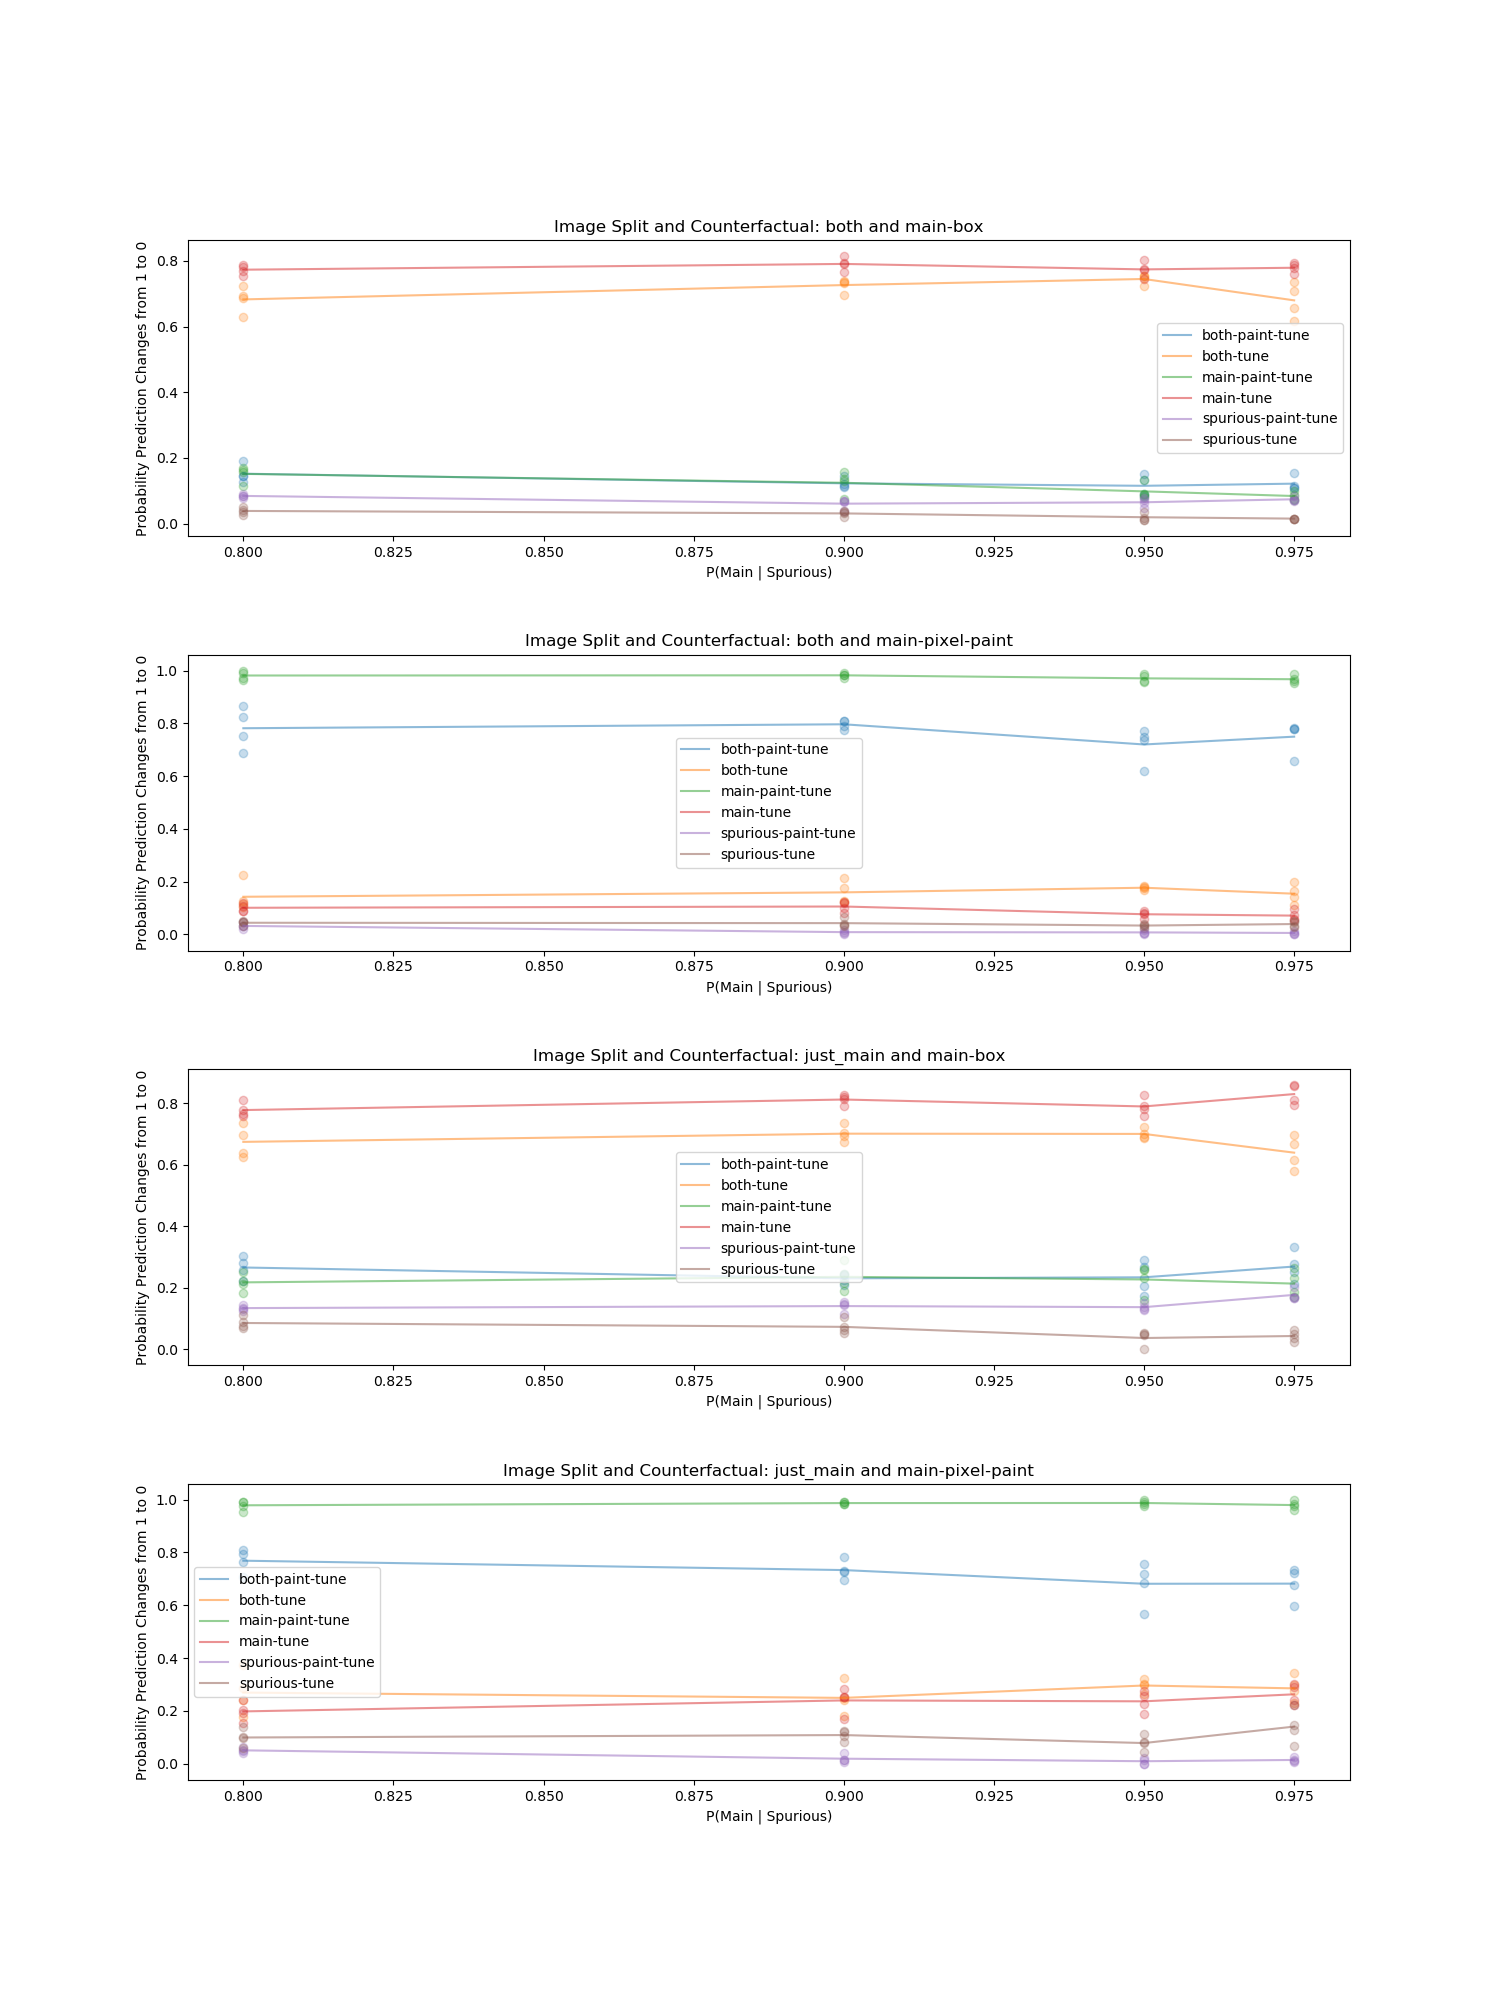 Image Split and Counterfactual: both and main-box
Probability Prediction Changes from 1 to 0
0.8
0.6
0.4
0.2
0.0
both-paint-tune
both-tune
main-paint-tune
main-tune
spurious-paint-tune
spurious-tune
0.800 0.825 0.850 0.875 0.900 0.925 0.950 0.975
P(Main | Spurious)
Image Split and Counterfactual: both and main-pixel-paint
Probability Prediction Changes from 1 to 0
1.0
0.8
0.6
0.4
0.2
0.0
both-paint-tune
both-tune
main-paint-tune
main-tune
spurious-paint-tune
spurious-tune
0.800 0.825 0.850 0.875 0.900 0.925 0.950 0.975
P(Main | Spurious)
Image Split and Counterfactual: just_main and main-box
Probability Prediction Changes from 1 to 0
0.8
0.6
0.4
0.2
0.0
both-paint-tune
both-tune
main-paint-tune
main-tune
spurious-paint-tune
spurious-tune
0.800 0.825 0.850 0.875 0.900 0.925 0.950 0.975
P(Main | Spurious)
Image Split and Counterfactual: just_main and main-pixel-paint
Probability Prediction Changes from 1 to 0
1.0
0.8
0.6
0.4
0.2
0.0
both-paint-tune
both-tune
main-paint-tune
main-tune
spurious-paint-tune
spurious-tune
0.800 0.825 0.850 0.875 0.900 0.925 0.950 0.975
P(Main | Spurious)